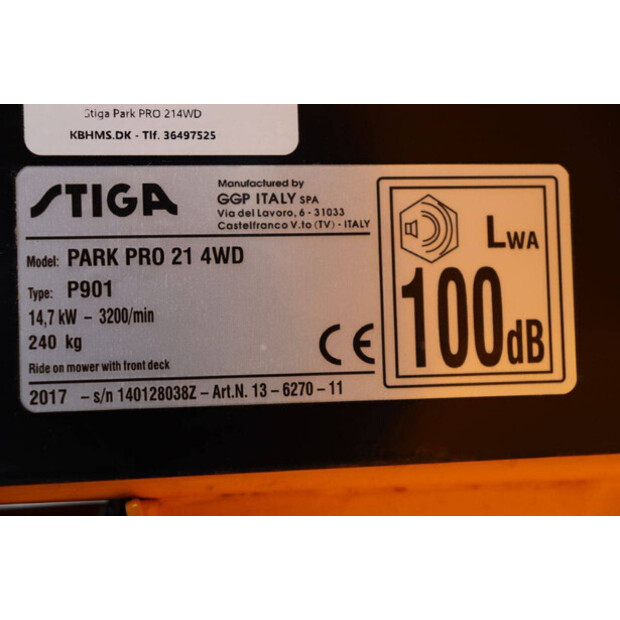 Stiga Park PRO 214WD
KBHMS.DK - Tlf. 36497525
STIGA
Manufactured by
GGP ITALY SPA
Via del Lavoro, 6 - 31033
Castelfranco V.to (TV) - ITALY
Model: PARK PRO 21 4WD
Type: P901
14,7 kW - 3200/min
240 kg
Ride on mower with front deck
2017 - s/n 140128038Z - Art.N. 13 - 6270 - 11
CE
LWA
100dB